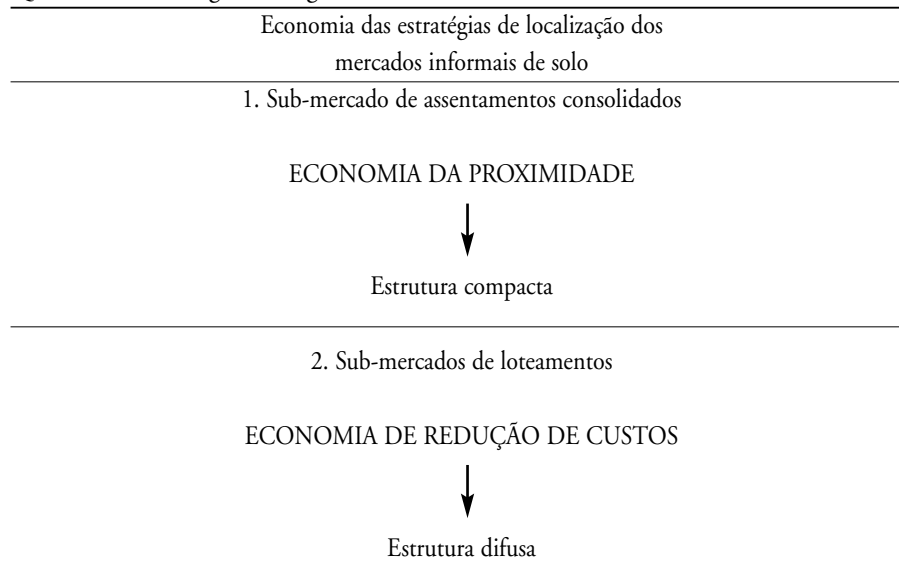 Economia das estratégias de localização dos
mercados informais de solo
1. Sub-mercado de assentamentos consolidados
ECONOMIA DA PROXIMIDADE
Estrutura compacta
2. Sub-mercados de loteamentos
ECONOMIA DE REDUÇÃO DE CUSTOS
Estrutura difusa